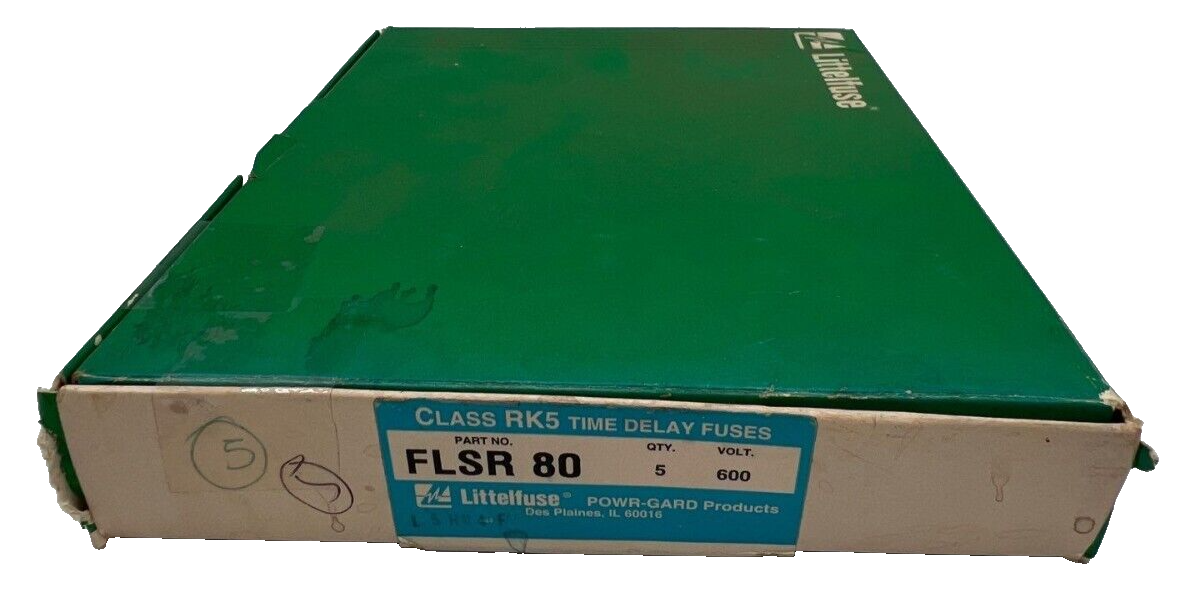 Littelfuse
CLASS RK5 TIME DELAY FUSES
PART NO. QTY. VOLT.
FLSR 80 5 600
Littelfuse® POWR-GARD Products
Des Plaines, IL 60016
5
5